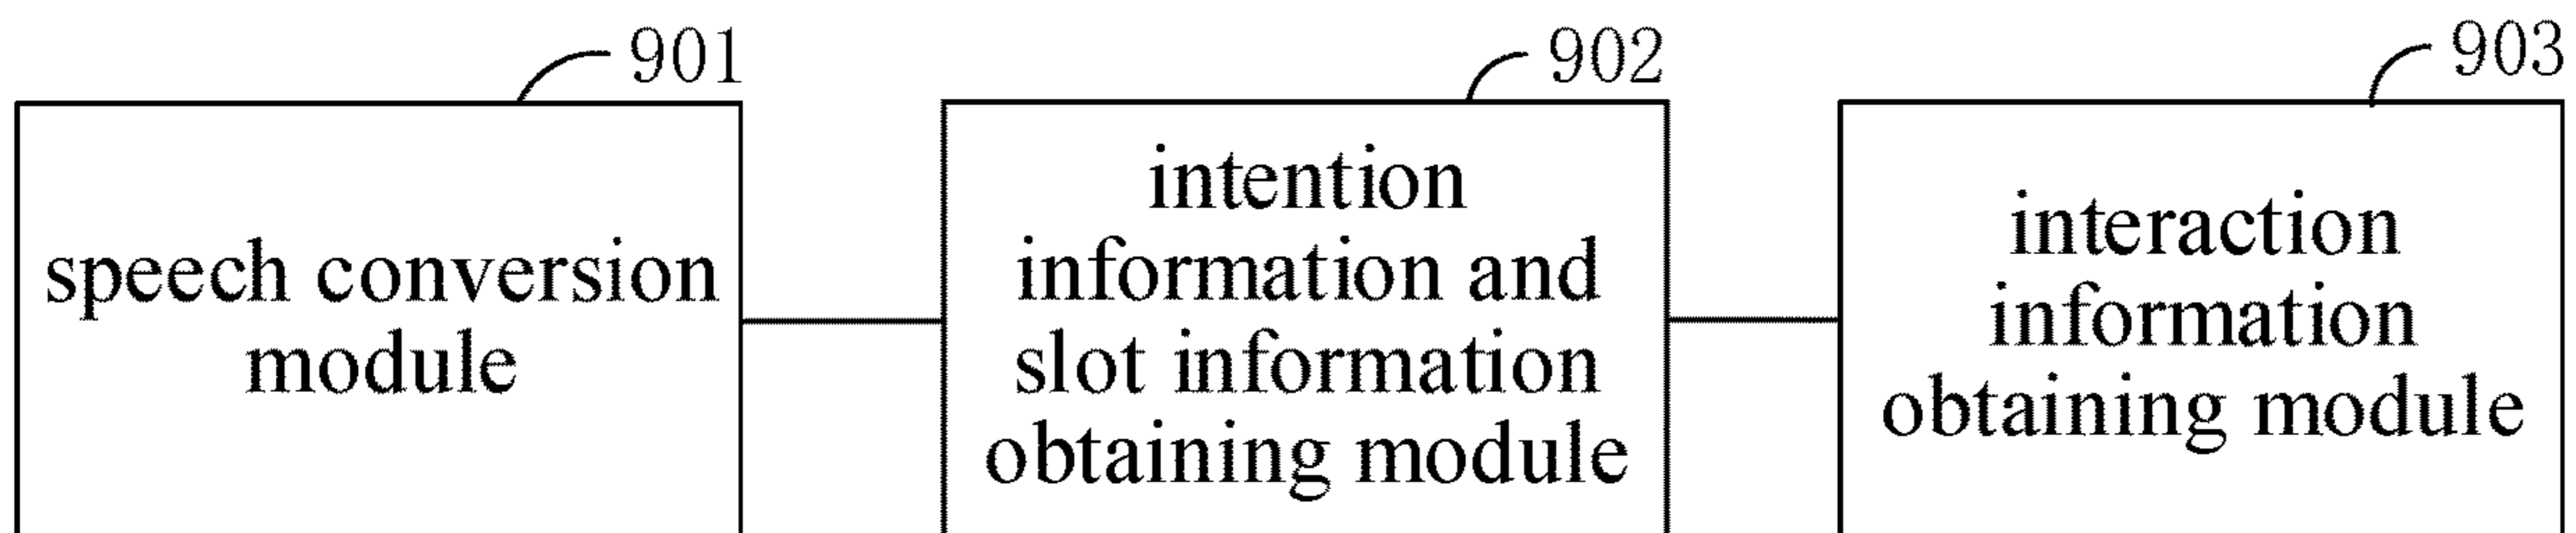 901
902
903
speech conversion
module
intention
information and
slot information
obtaining module
interaction
information
obtaining module